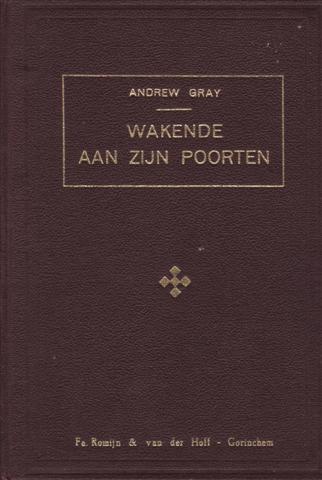 ANDREW GRAY
WAKENDE
AAN ZIJN POORTEN
Fa. Romijn & van der Hoff - Gorinchem